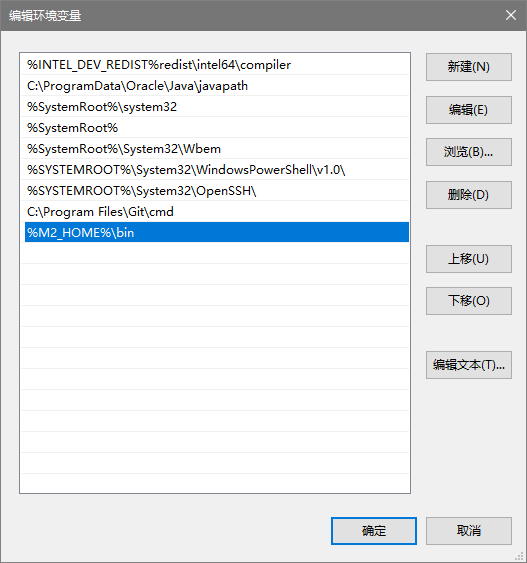 编辑环境变量
%INTEL_DEV_REDIST%redist\intel64\compiler
C:\ProgramData\Oracle\Java\javapath
%SystemRoot%\system32
%SystemRoot%
%SystemRoot%\System32\Wbem
%SYSTEMROOT%\System32\WindowsPowerShell\v1.0\
%SYSTEMROOT%\System32\OpenSSH\
C:\Program Files\Git\cmd
%M2_HOME%\bin
新建(N)
编辑(E)
浏览(B)...
删除(D)
上移(U)
下移(O)
编辑文本(T)...
确定
取消